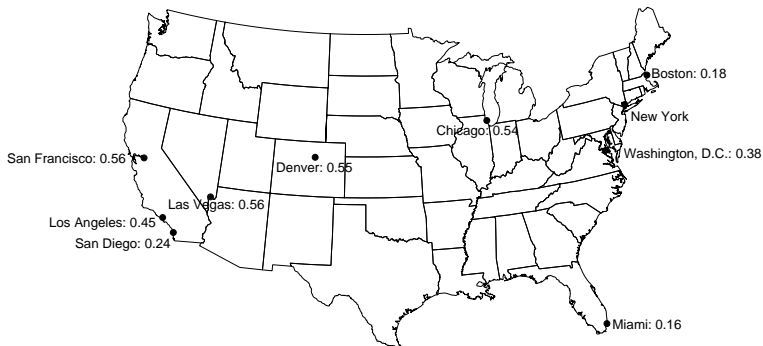 Boston: 0.18
New York
Chicago: 0.54
Washington, D.C.: 0.38
San Francisco: 0.56
Denver: 0.55
Las Vegas: 0.56
Los Angeles: 0.45
San Diego: 0.24
Miami: 0.16